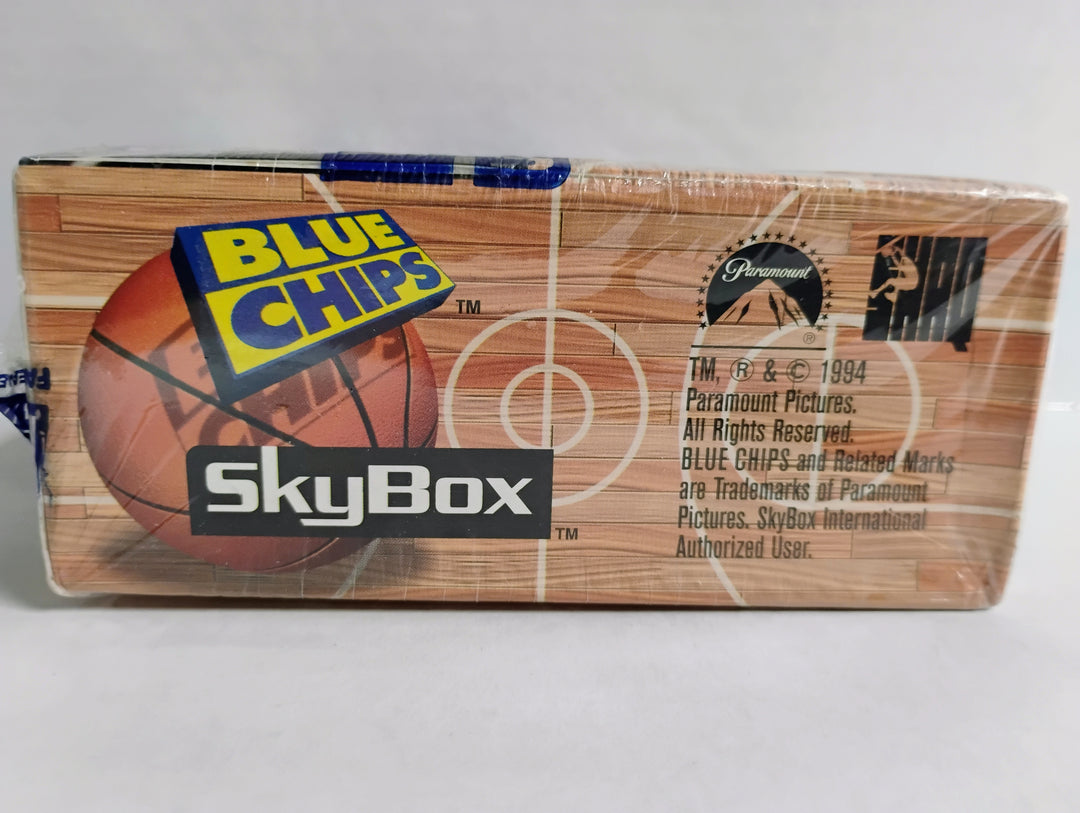 BLUE
CHIPS
TM
SkyBox
TM
Paramount
®
SHAQ
TM, ® & © 1994
Paramount Pictures.
All Rights Reserved.
BLUE CHIPS and Related Marks
are Trademarks of Paramount
Pictures. SkyBox International
Authorized User.